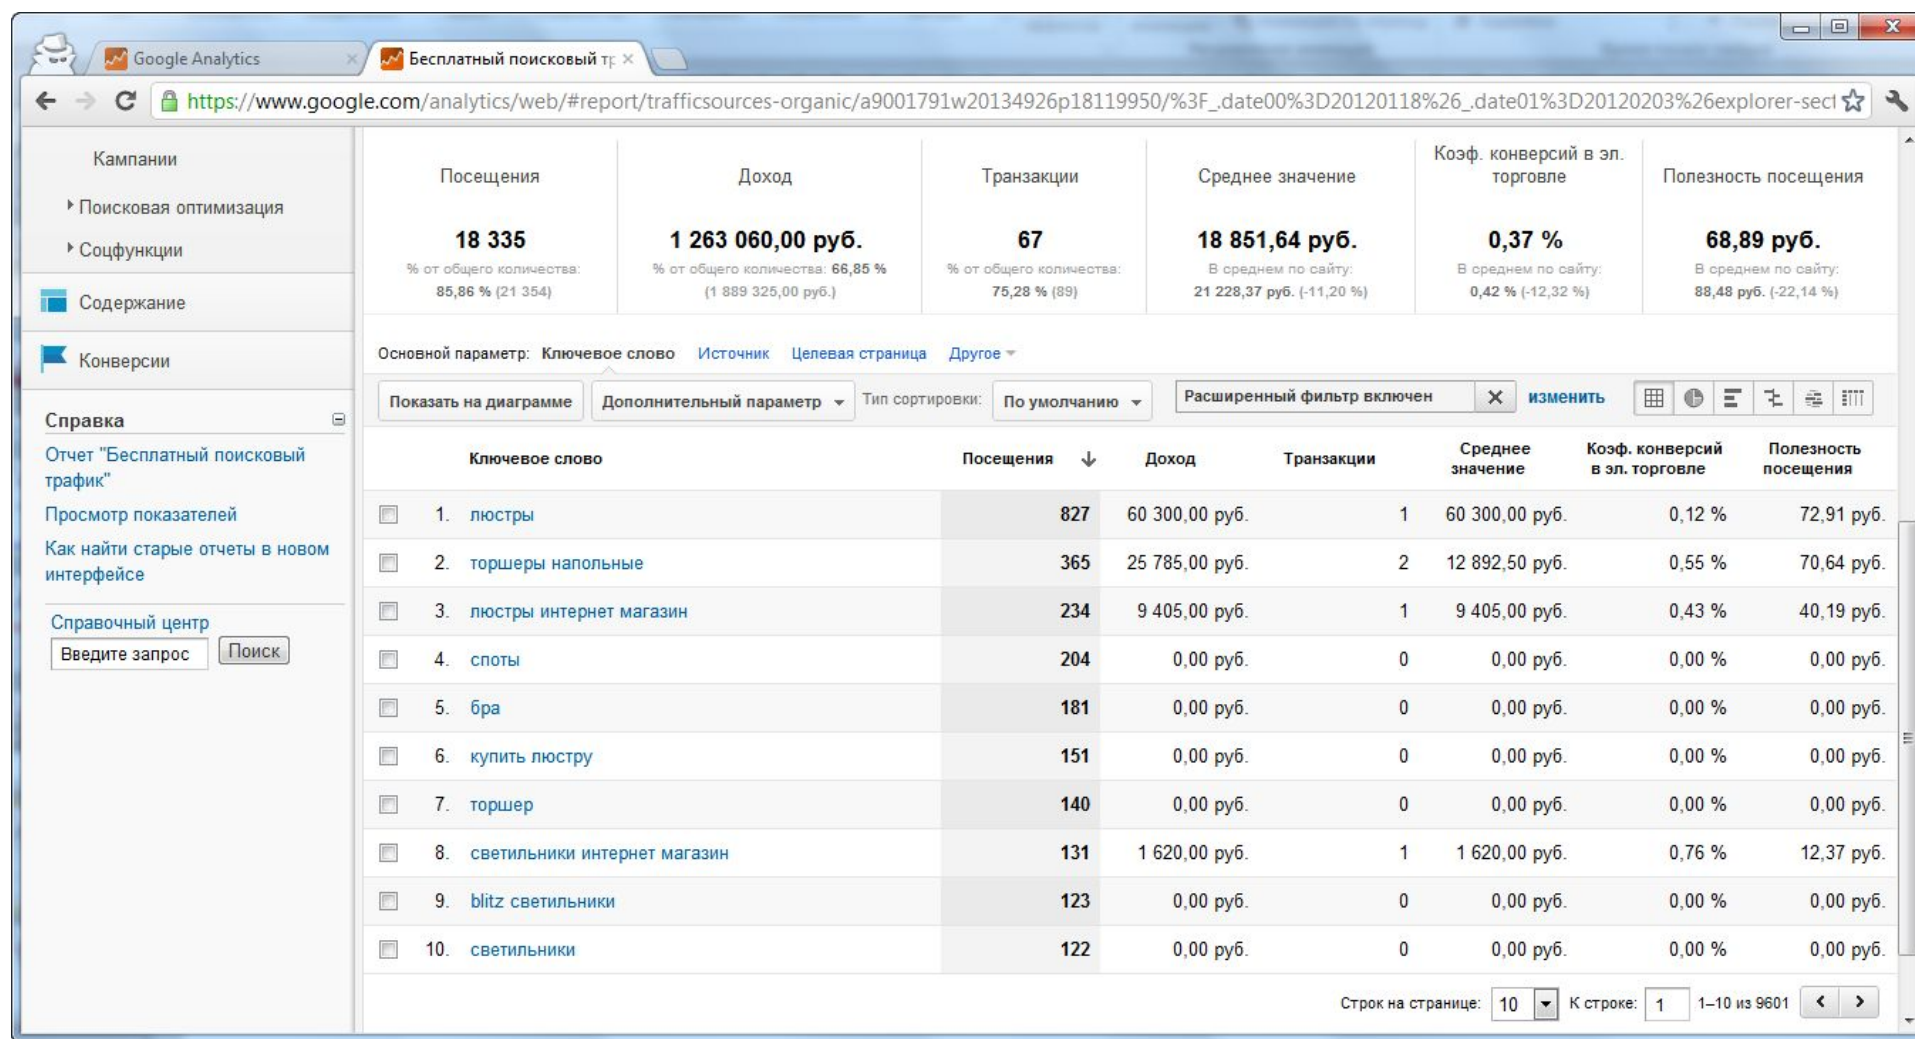 Google Analytics
Бесплатный поисковый тр
https://www.google.com/analytics/web/#report/trafficsources-organic/a9001791w20134926p18119950/%3F_.date00%3D20120118%26_.date01%3D20120203%26explorer-sect
Кампании
Поисковая оптимизация
Соцфункции
Содержание
Конверсии
Справка
Отчет "Бесплатный поисковый
трафик"
Просмотр показателей
Как найти старые отчеты в новом
интерфейсе
Справочный центр
Введите запрос Поиск
Посещения Доход Транзакции Среднее значение Коэф. конверсий в эл. торговле Полезность посещения
18 335 1 263 060,00 руб. 67 18 851,64 руб. 0,37 % 68,89 руб.
% от общего количества: % от общего количества: 66,85 % % от общего количества: В среднем по сайту: В среднем по сайту: В среднем по сайту:
85,86 % (21 354) (1 889 325,00 руб.) 75,28 % (89) 21 228,37 руб. (-11,20 %) 0,42 % (-12,32 %) 88,48 руб. (-22,14 %)
Основной параметр: Ключевое слово Источник Целевая страница Другое
Показать на диаграмме Дополнительный параметр Тип сортировки: По умолчанию Расширенный фильтр включен изменить
Ключевое слово Посещения Доход Транзакции Среднее значение Коэф. конверсий в эл. торговле Полезность посещения
1. люстры 827 60 300,00 руб. 1 60 300,00 руб. 0,12 % 72,91 руб.
2. торшеры напольные 365 25 785,00 руб. 2 12 892,50 руб. 0,55 % 70,64 руб.
3. люстры интернет магазин 234 9 405,00 руб. 1 9 405,00 руб. 0,43 % 40,19 руб.
4. споты 204 0,00 руб. 0 0,00 руб. 0,00 % 0,00 руб.
5. бра 181 0,00 руб. 0 0,00 руб. 0,00 % 0,00 руб.
6. купить люстру 151 0,00 руб. 0 0,00 руб. 0,00 % 0,00 руб.
7. торшер 140 0,00 руб. 0 0,00 руб. 0,00 % 0,00 руб.
8. светильники интернет магазин 131 1 620,00 руб. 1 1 620,00 руб. 0,76 % 12,37 руб.
9. blitz светильники 123 0,00 руб. 0 0,00 руб. 0,00 % 0,00 руб.
10. светильники 122 0,00 руб. 0 0,00 руб. 0,00 % 0,00 руб.
Строк на странице: 10 К строке: 1 1–10 из 9601